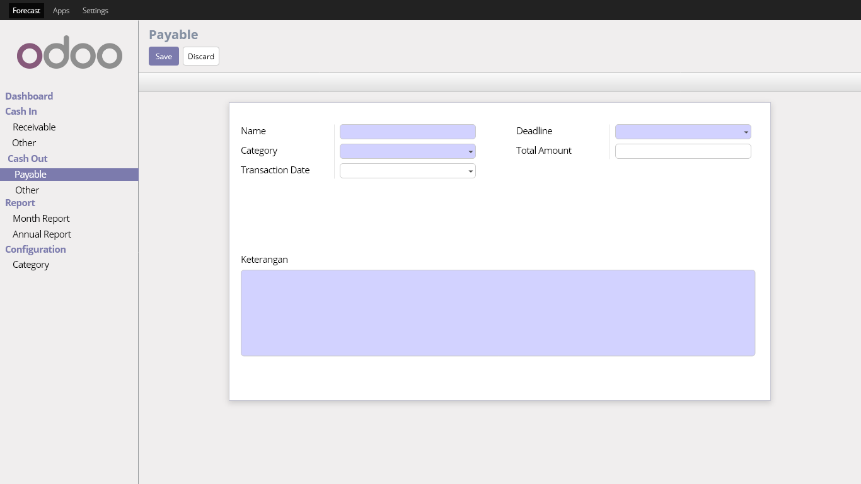 Forecast Apps Settings
odoo
Dashboard
Cash In
Receivable
Other
Cash Out
Payable
Other
Report
Month Report
Annual Report
Configuration
Category
Payable
Save Discard
Name Deadline
Category Total Amount
Transaction Date
Keterangan